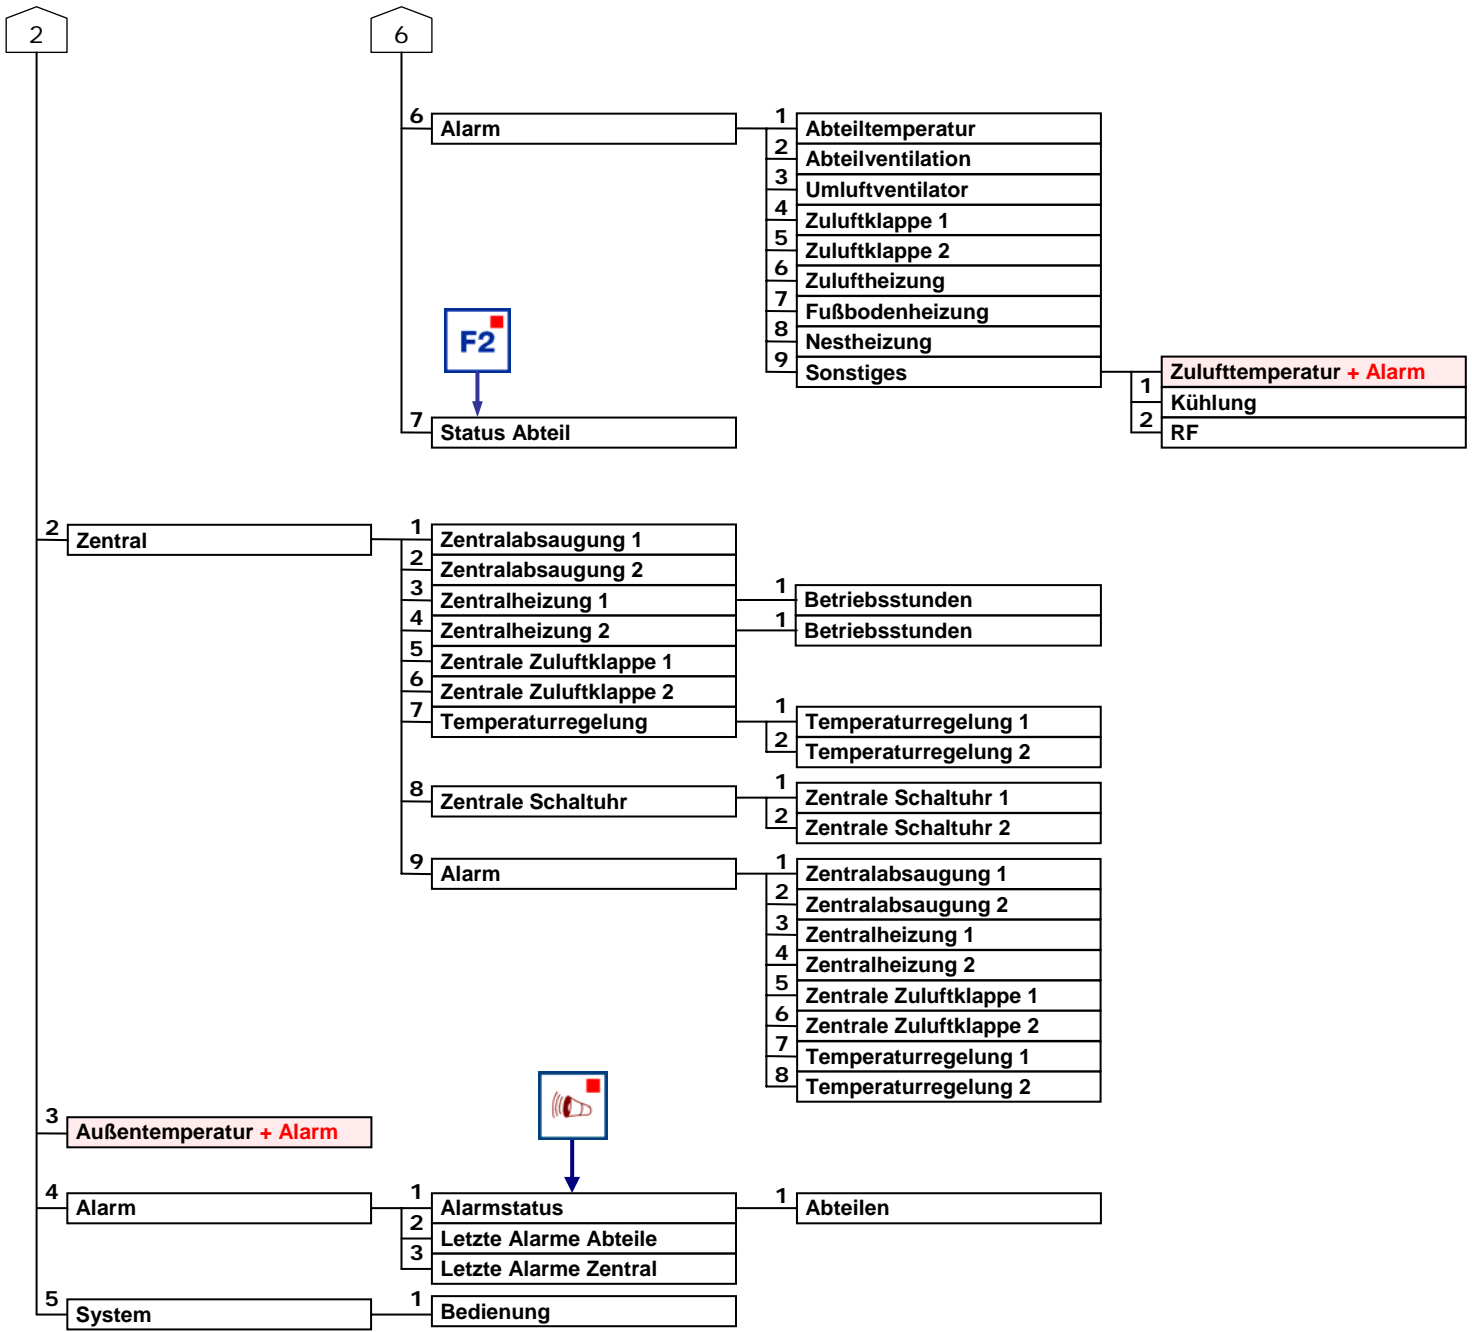 2
6
6 Alarm
1 Abteiltemperatur
2 Abteilventilation
3 Umluftventilator
4 Zuluftklappe 1
5 Zuluftklappe 2
6 Zuluftheizung
7 Fußbodenheizung
8 Nestheizung
9 Sonstiges
Zulufttemperatur + Alarm
1 Kühlung
2 RF
F2
7 Status Abteil
2 Zentral
1 Zentralabsaugung 1
2 Zentralabsaugung 2
3 Zentralheizung 1
1 Betriebsstunden
4 Zentralheizung 2
1 Betriebsstunden
5 Zentrale Zuluftklappe 1
6 Zentrale Zuluftklappe 2
7 Temperaturregelung
1 Temperaturregelung 1
2 Temperaturregelung 2
8 Zentrale Schaltuhr
1 Zentrale Schaltuhr 1
2 Zentrale Schaltuhr 2
9 Alarm
1 Zentralabsaugung 1
2 Zentralabsaugung 2
3 Zentralheizung 1
4 Zentralheizung 2
5 Zentrale Zuluftklappe 1
6 Zentrale Zuluftklappe 2
7 Temperaturregelung 1
8 Temperaturregelung 2
3 Außentemperatur + Alarm
4 Alarm
1 Alarmstatus
1 Abteilen
2 Letzte Alarme Abteile
3 Letzte Alarme Zentral
5 System
1 Bedienung